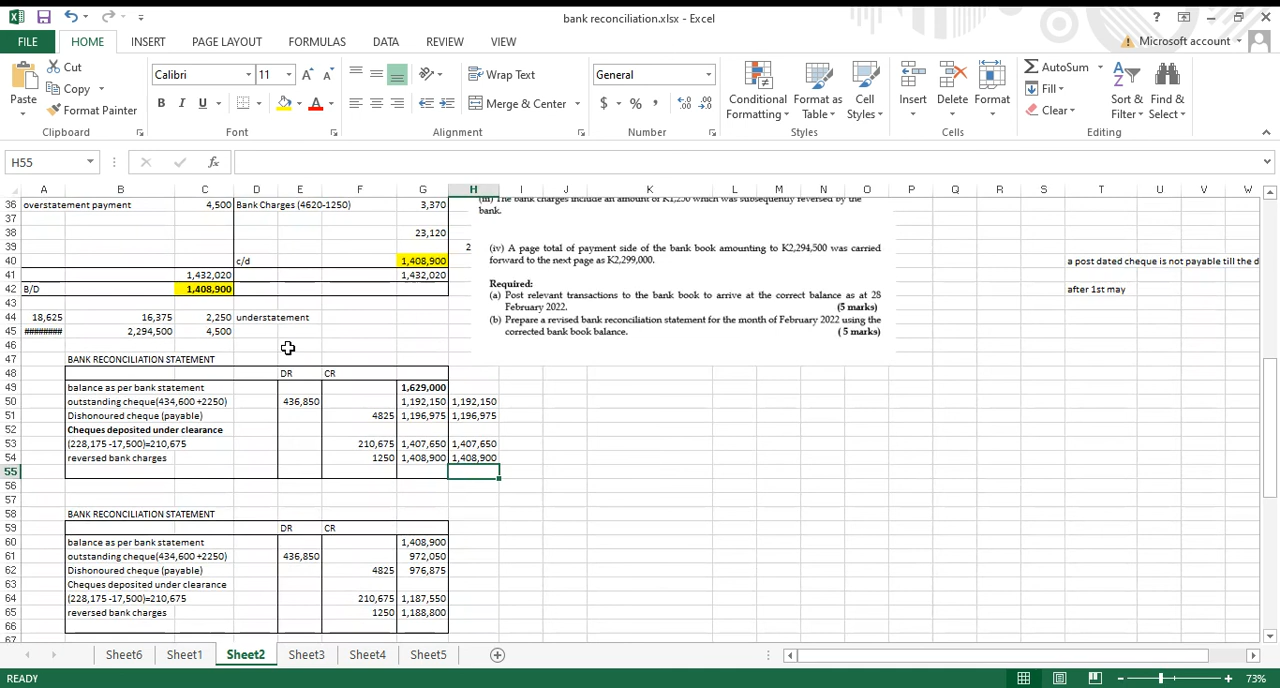 bank reconciliation.xlsx - Excel
FILE HOME INSERT PAGE LAYOUT FORMULAS DATA REVIEW VIEW Microsoft account
Paste Cut Copy Format Painter Calibri 11 B I U Wrap Text Merge & Center General $ % , Conditional Formatting Format as Table Cell Styles Insert Delete Format AutoSum Fill Clear Sort & Filter Find & Select
Clipboard Font Alignment Number Styles Cells Editing
H55 fx
A B C D E F G H I J K L M N O P Q R S T U V W
36 overstatement payment 4,500 Bank Charges (4620-1250) 3,370 (iii) The bank charges include an amount of K1,250 which was subsequently reversed by the
37 bank.
38 23,120
39 2 (iv) A page total of payment side of the bank book amounting to K2,294,500 was carried
40 c/d 1,408,900 forward to the next page as K2,299,000. a post dated cheque is not payable till the d
41 1,432,020 1,432,020
42 B/D 1,408,900 Required: after 1st may
43 (a) Post relevant transactions to the bank book to arrive at the correct balance as at 28
February 2022. (5 marks)
44 18,625 16,375 2,250 understatement (b) Prepare a revised bank reconciliation statement for the month of February 2022 using the
45 ######## 2,294,500 4,500 corrected bank book balance. ( 5 marks)
46
47 BANK RECONCILIATION STATEMENT
48 DR CR
49 balance as per bank statement 1,629,000
50 outstanding cheque(434,600 +2250) 436,850 1,192,150 1,192,150
51 Dishonoured cheque (payable) 4825 1,196,975 1,196,975
52 Cheques deposited under clearance
53 (228,175 -17,500)=210,675 210,675 1,407,650 1,407,650
54 reversed bank charges 1250 1,408,900 1,408,900
55
56
57
58 BANK RECONCILIATION STATEMENT
59 DR CR
60 balance as per bank statement 1,408,900
61 outstanding cheque(434,600 +2250) 436,850 972,050
62 Dishonoured cheque (payable) 4825 976,875
63 Cheques deposited under clearance
64 (228,175 -17,500)=210,675 210,675 1,187,550
65 reversed bank charges 1250 1,188,800
66
67
Sheet6 Sheet1 Sheet2 Sheet3 Sheet4 Sheet5
READY 73%